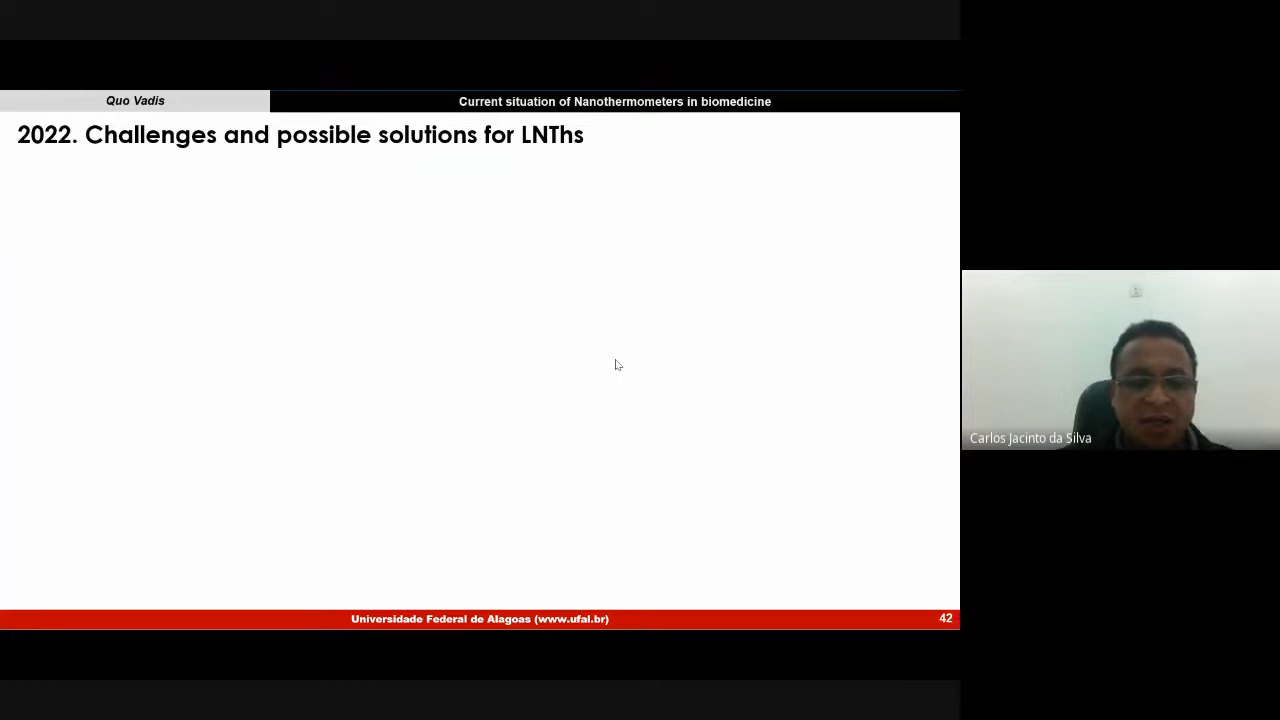 Quo Vadis
Current situation of Nanothermometers in biomedicine
2022. Challenges and possible solutions for LNThs
Carlos Jacinto da Silva
Universidade Federal de Alagoas (www.ufal.br)
42